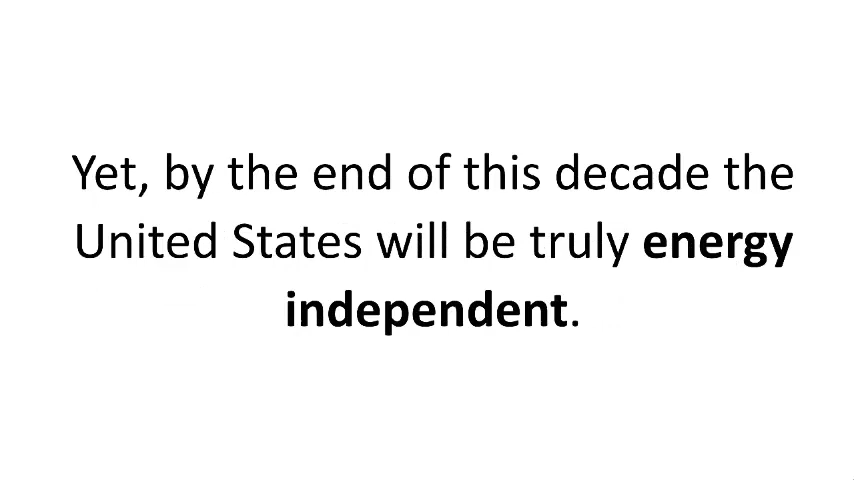 Yet, by the end of this decade the
United States will be truly energy
independent.